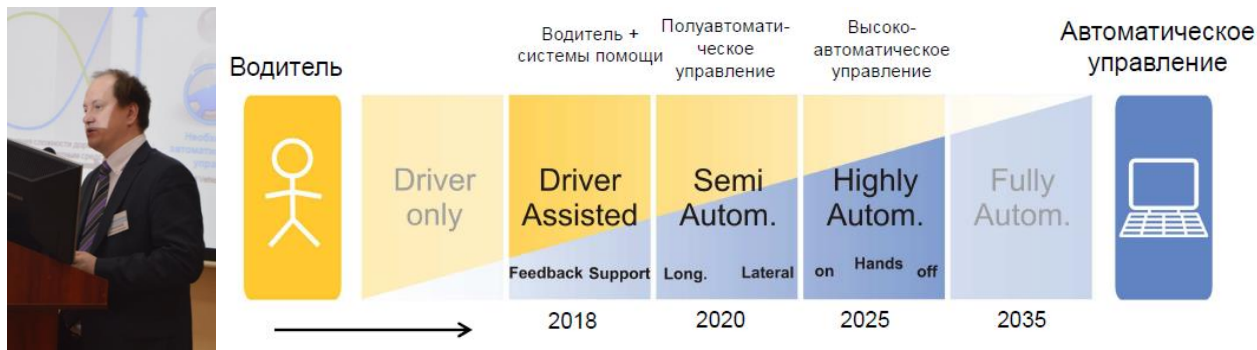 Водитель
Водитель +
системы помощи
Полуавтомати-
ческое
управление
Высоко-
автоматическое
управление
Автоматическое
управление
Driver
only
Driver
Assisted
Semi
Autom.
Highly
Autom.
Fully
Autom.
Feedback Support
Long. Lateral
on Hands off
2018 2020 2025 2035